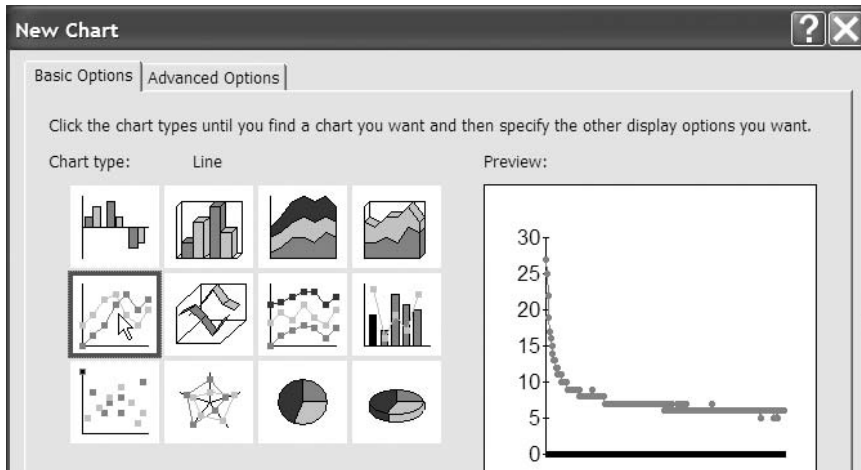 New Chart
Basic Options Advanced Options
Click the chart types until you find a chart you want and then specify the other display options you want.
Chart type: Line Preview:
30
25
20
15
10
5
0